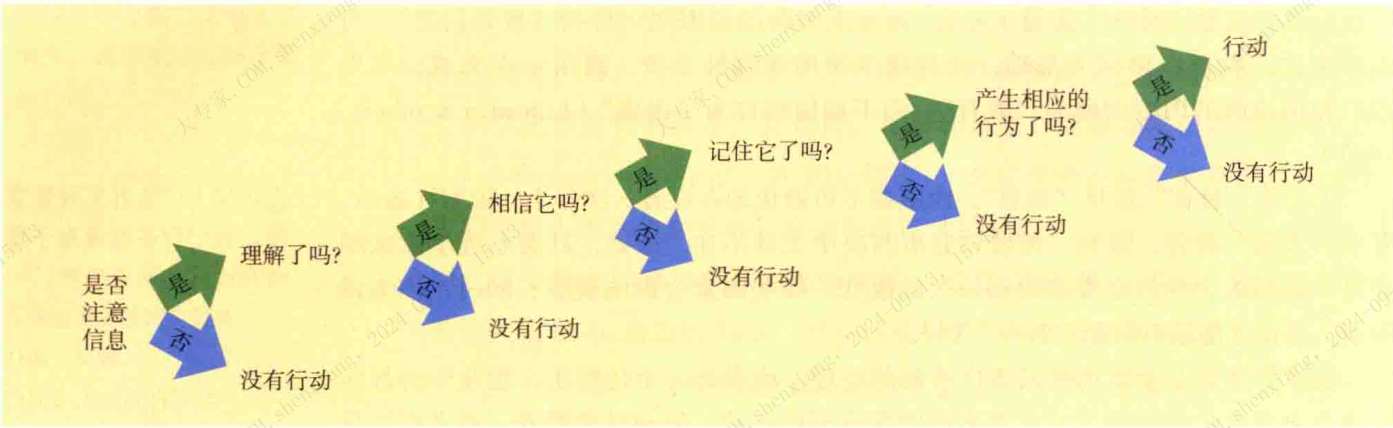 是否
注意
信息
是
否
理解了吗?
没有行动
是
否
相信它吗?
没有行动
是
否
记住它了吗?
没有行动
是
否
产生相应的
行为了吗?
没有行动
是
否
行动
没有行动